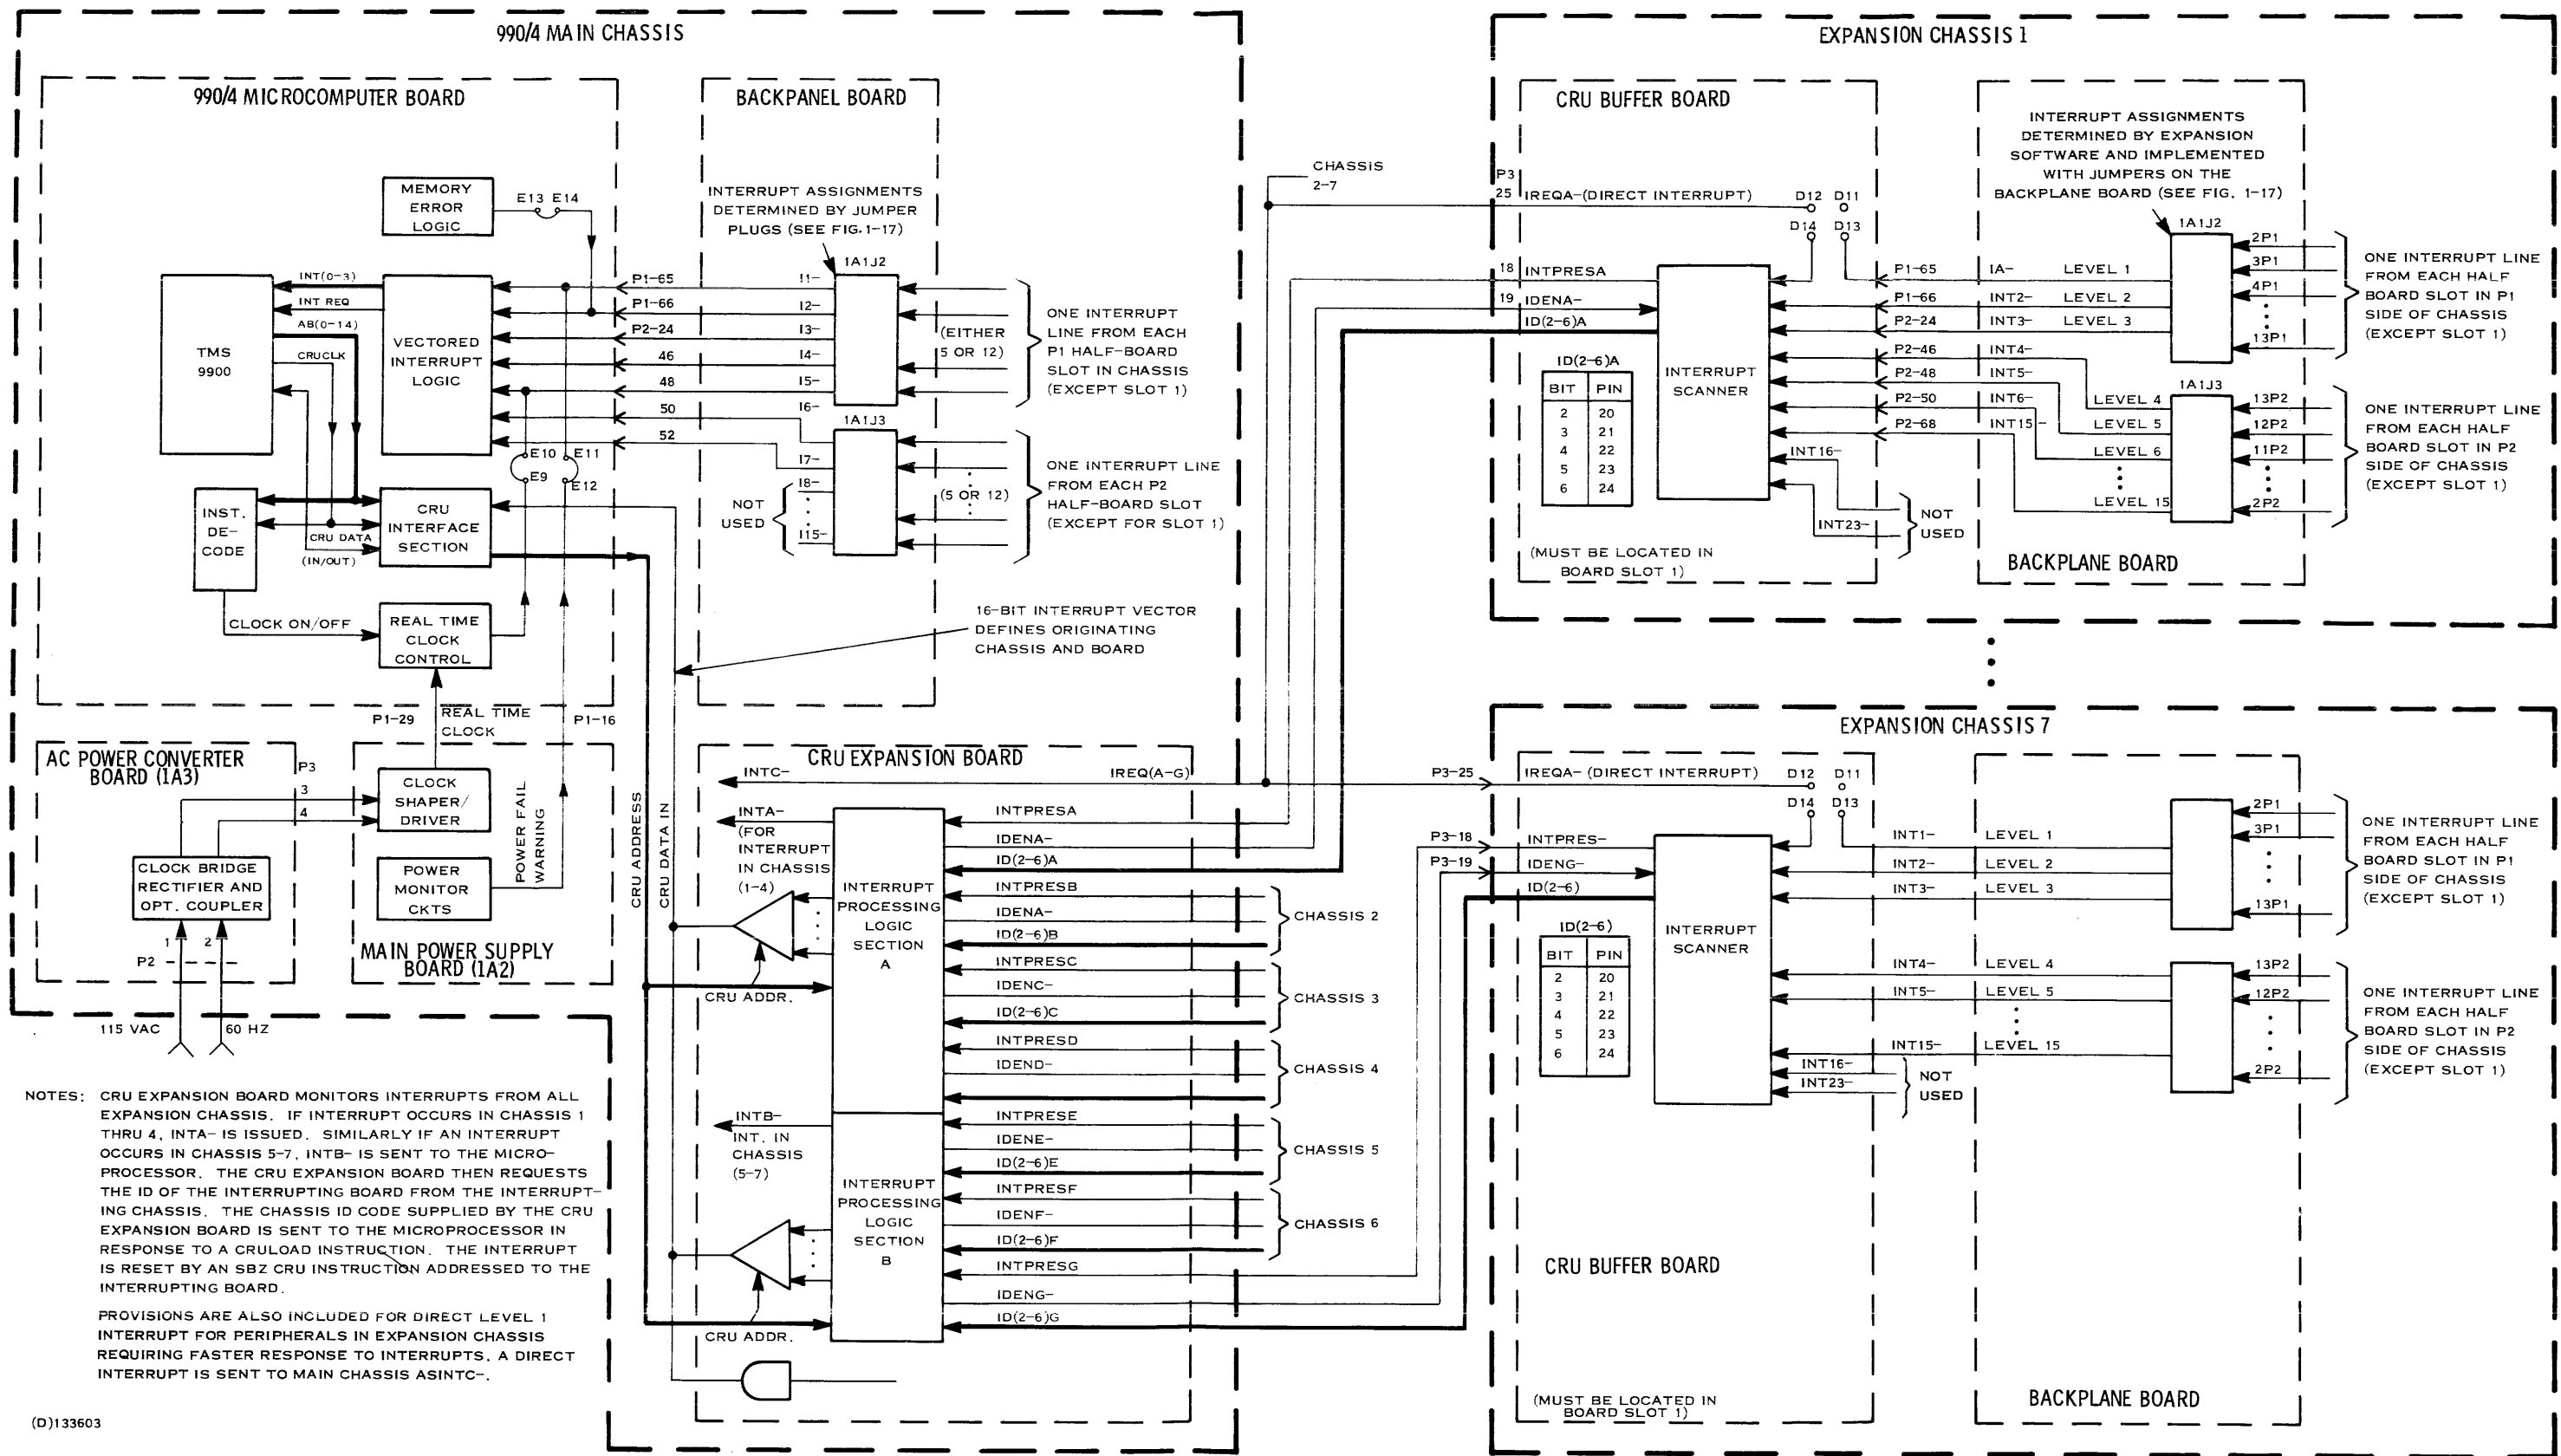 990/4 MAIN CHASSIS
990/4 MICROCOMPUTER BOARD
MEMORY
ERROR
LOGIC
E13 E14
TMS
9900
INT(0-3)
INT REQ
AB(0-14)
CRUCLK
VECTORED
INTERRUPT
LOGIC
INST.
DE-
CODE
CRU DATA
(IN/OUT)
CRU
INTERFACE
SECTION
E10
E11
E9
E12
CLOCK ON/OFF
REAL TIME
CLOCK
CONTROL
P1-65
P1-66
P2-24
46
48
50
52
BACKPANEL BOARD
INTERRUPT ASSIGNMENTS
DETERMINED BY JUMPER
PLUGS (SEE FIG.1-17)
1A1J2
I1-
I2-
I3-
I4-
I5-
I6-
1A1J3
I7-
I8-
I15-
NOT
USED
(EITHER
5 OR 12)
ONE INTERRUPT
LINE FROM EACH
P1 HALF-BOARD
SLOT IN CHASSIS
(EXCEPT SLOT 1)
(5 OR 12)
ONE INTERRUPT LINE
FROM EACH P2
HALF-BOARD SLOT
(EXCEPT FOR SLOT 1)
16-BIT INTERRUPT VECTOR
DEFINES ORIGINATING
CHASSIS AND BOARD
P1-29
REAL TIME
CLOCK
P1-16
AC POWER CONVERTER
BOARD (1A3)
P3
3
4
CLOCK BRIDGE
RECTIFIER AND
OPT. COUPLER
1
2
P2
115 VAC
60 HZ
CLOCK
SHAPER/
DRIVER
POWER
MONITOR
CKTS
POWER FAIL
WARNING
MAIN POWER SUPPLY
BOARD (1A2)
CRU ADDRESS
CRU DATA IN
CRU EXPANSION BOARD
INTC-
IREQ(A-G)
INTA-
(FOR
INTERRUPT
IN CHASSIS
(1-4)
INTERRUPT
PROCESSING
LOGIC
SECTION
A
CRU ADDR.
INTPRESA
IDENA-
ID(2-6)A
INTPRESB
IDENA-
ID(2-6)B
CHASSIS 2
INTPRESC
IDENC-
ID(2-6)C
CHASSIS 3
INTPRESD
IDEND-
CHASSIS 4
INTB-
INT. IN
CHASSIS
(5-7)
INTERRUPT
PROCESSING
LOGIC
SECTION
B
CRU ADDR.
INTPRESE
IDENE-
ID(2-6)E
CHASSIS 5
INTPRESF
IDENF-
ID(2-6)F
CHASSIS 6
INTPRESG
IDENG-
ID(2-6)G
NOTES: CRU EXPANSION BOARD MONITORS INTERRUPTS FROM ALL
EXPANSION CHASSIS. IF INTERRUPT OCCURS IN CHASSIS 1
THRU 4, INTA- IS ISSUED. SIMILARLY IF AN INTERRUPT
OCCURS IN CHASSIS 5-7, INTB- IS SENT TO THE MICRO-
PROCESSOR. THE CRU EXPANSION BOARD THEN REQUESTS
THE ID OF THE INTERRUPTING BOARD FROM THE INTERRUPT-
ING CHASSIS. THE CHASSIS ID CODE SUPPLIED BY THE CRU
EXPANSION BOARD IS SENT TO THE MICROPROCESSOR IN
RESPONSE TO A CRULOAD INSTRUCTION. THE INTERRUPT
IS RESET BY AN SBZ CRU INSTRUCTION ADDRESSED TO THE
INTERRUPTING BOARD.
PROVISIONS ARE ALSO INCLUDED FOR DIRECT LEVEL 1
INTERRUPT FOR PERIPHERALS IN EXPANSION CHASSIS
REQUIRING FASTER RESPONSE TO INTERRUPTS. A DIRECT
INTERRUPT IS SENT TO MAIN CHASSIS ASINTC-.
(D)133603
EXPANSION CHASSIS 1
CHASSIS
2-7
P3
25
18
19
CRU BUFFER BOARD
IREQA-(DIRECT INTERRUPT)
D12 D11
D14 D13
INTPRESA
IDENA-
ID(2-6)A
ID(2-6)A
BIT PIN
2 20
3 21
4 22
5 23
6 24
INTERRUPT
SCANNER
(MUST BE LOCATED IN
BOARD SLOT 1)
P1-65 IA- LEVEL 1
P1-66 INT2- LEVEL 2
P2-24 INT3- LEVEL 3
P2-46 INT4-
P2-48 INT5-
P2-50 INT6-
P2-68 INT15-
INT16-
INT23-
NOT
USED
LEVEL 4
LEVEL 5
LEVEL 6
LEVEL 15
INTERRUPT ASSIGNMENTS
DETERMINED BY EXPANSION
SOFTWARE AND IMPLEMENTED
WITH JUMPERS ON THE
BACKPLANE BOARD (SEE FIG. 1-17)
1A1J2
2P1
3P1
4P1
13P1
ONE INTERRUPT LINE
FROM EACH HALF
BOARD SLOT IN P1
SIDE OF CHASSIS
(EXCEPT SLOT 1)
1A1J3
13P2
12P2
11P2
2P2
ONE INTERRUPT LINE
FROM EACH HALF
BOARD SLOT IN P2
SIDE OF CHASSIS
(EXCEPT SLOT 1)
BACKPLANE BOARD
EXPANSION CHASSIS 7
P3-25
P3-18
P3-19
IREQA- (DIRECT INTERRUPT)
D12 D11
D14 D13
INTPRES-
IDENG-
ID(2-6)
ID(2-6)
BIT PIN
2 20
3 21
4 22
5 23
6 24
INTERRUPT
SCANNER
INT1- LEVEL 1
INT2- LEVEL 2
INT3- LEVEL 3
INT4- LEVEL 4
INT5- LEVEL 5
INT15- LEVEL 15
INT16-
INT23-
NOT
USED
2P1
3P1
13P1
ONE INTERRUPT LINE
FROM EACH HALF
BOARD SLOT IN P1
SIDE OF CHASSIS
(EXCEPT SLOT 1)
13P2
12P2
2P2
ONE INTERRUPT LINE
FROM EACH HALF
BOARD SLOT IN P2
SIDE OF CHASSIS
(EXCEPT SLOT 1)
CRU BUFFER BOARD
(MUST BE LOCATED IN
BOARD SLOT 1)
BACKPLANE BOARD